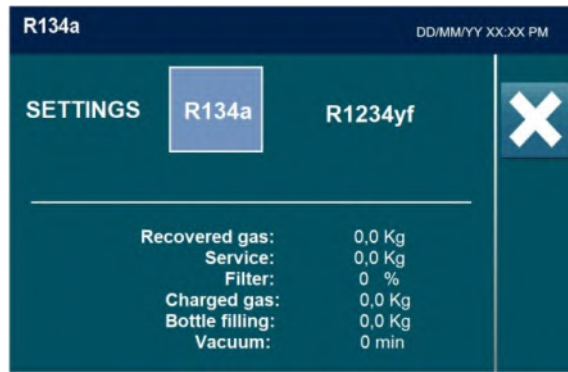 R134a DD/MM/YY XX:XX PM
SETTINGS R134a R1234yf
Recovered gas: 0,0 Kg
Service: 0,0 Kg
Filter: 0 %
Charged gas: 0,0 Kg
Bottle filling: 0,0 Kg
Vacuum: 0 min